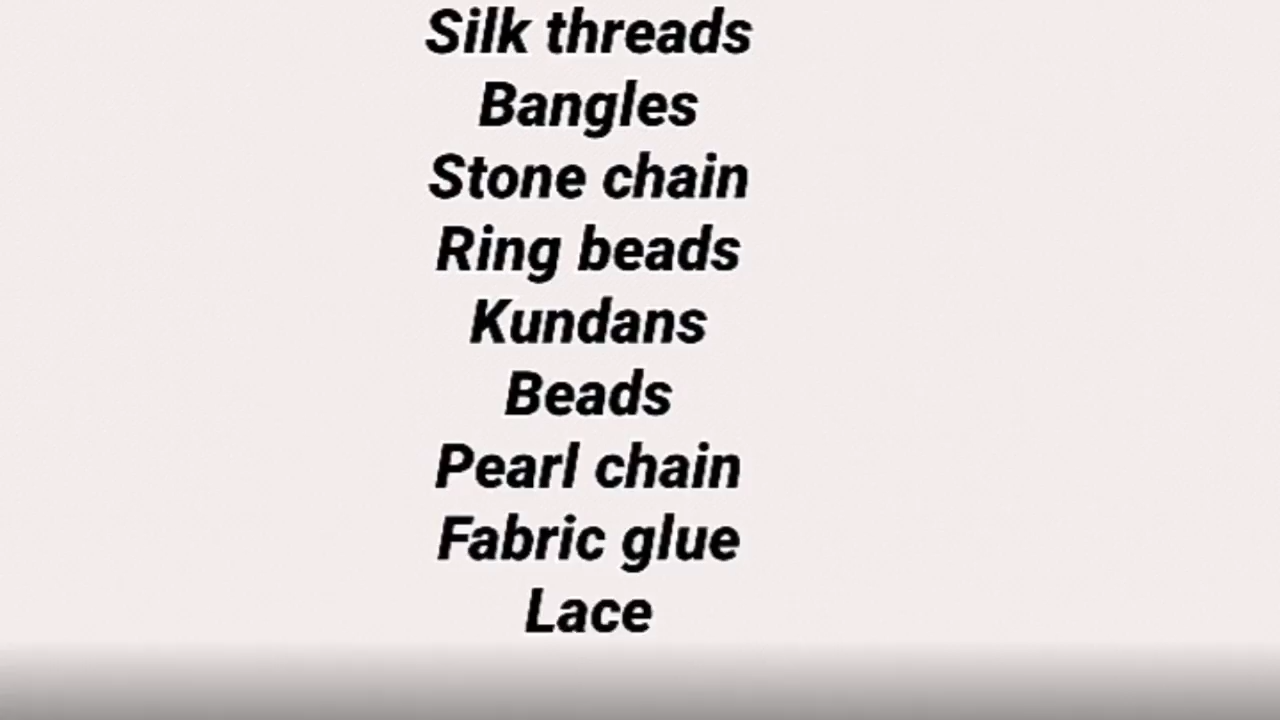 Silk threads
Bangles
Stone chain
Ring beads
Kundans
Beads
Pearl chain
Fabric glue
Lace